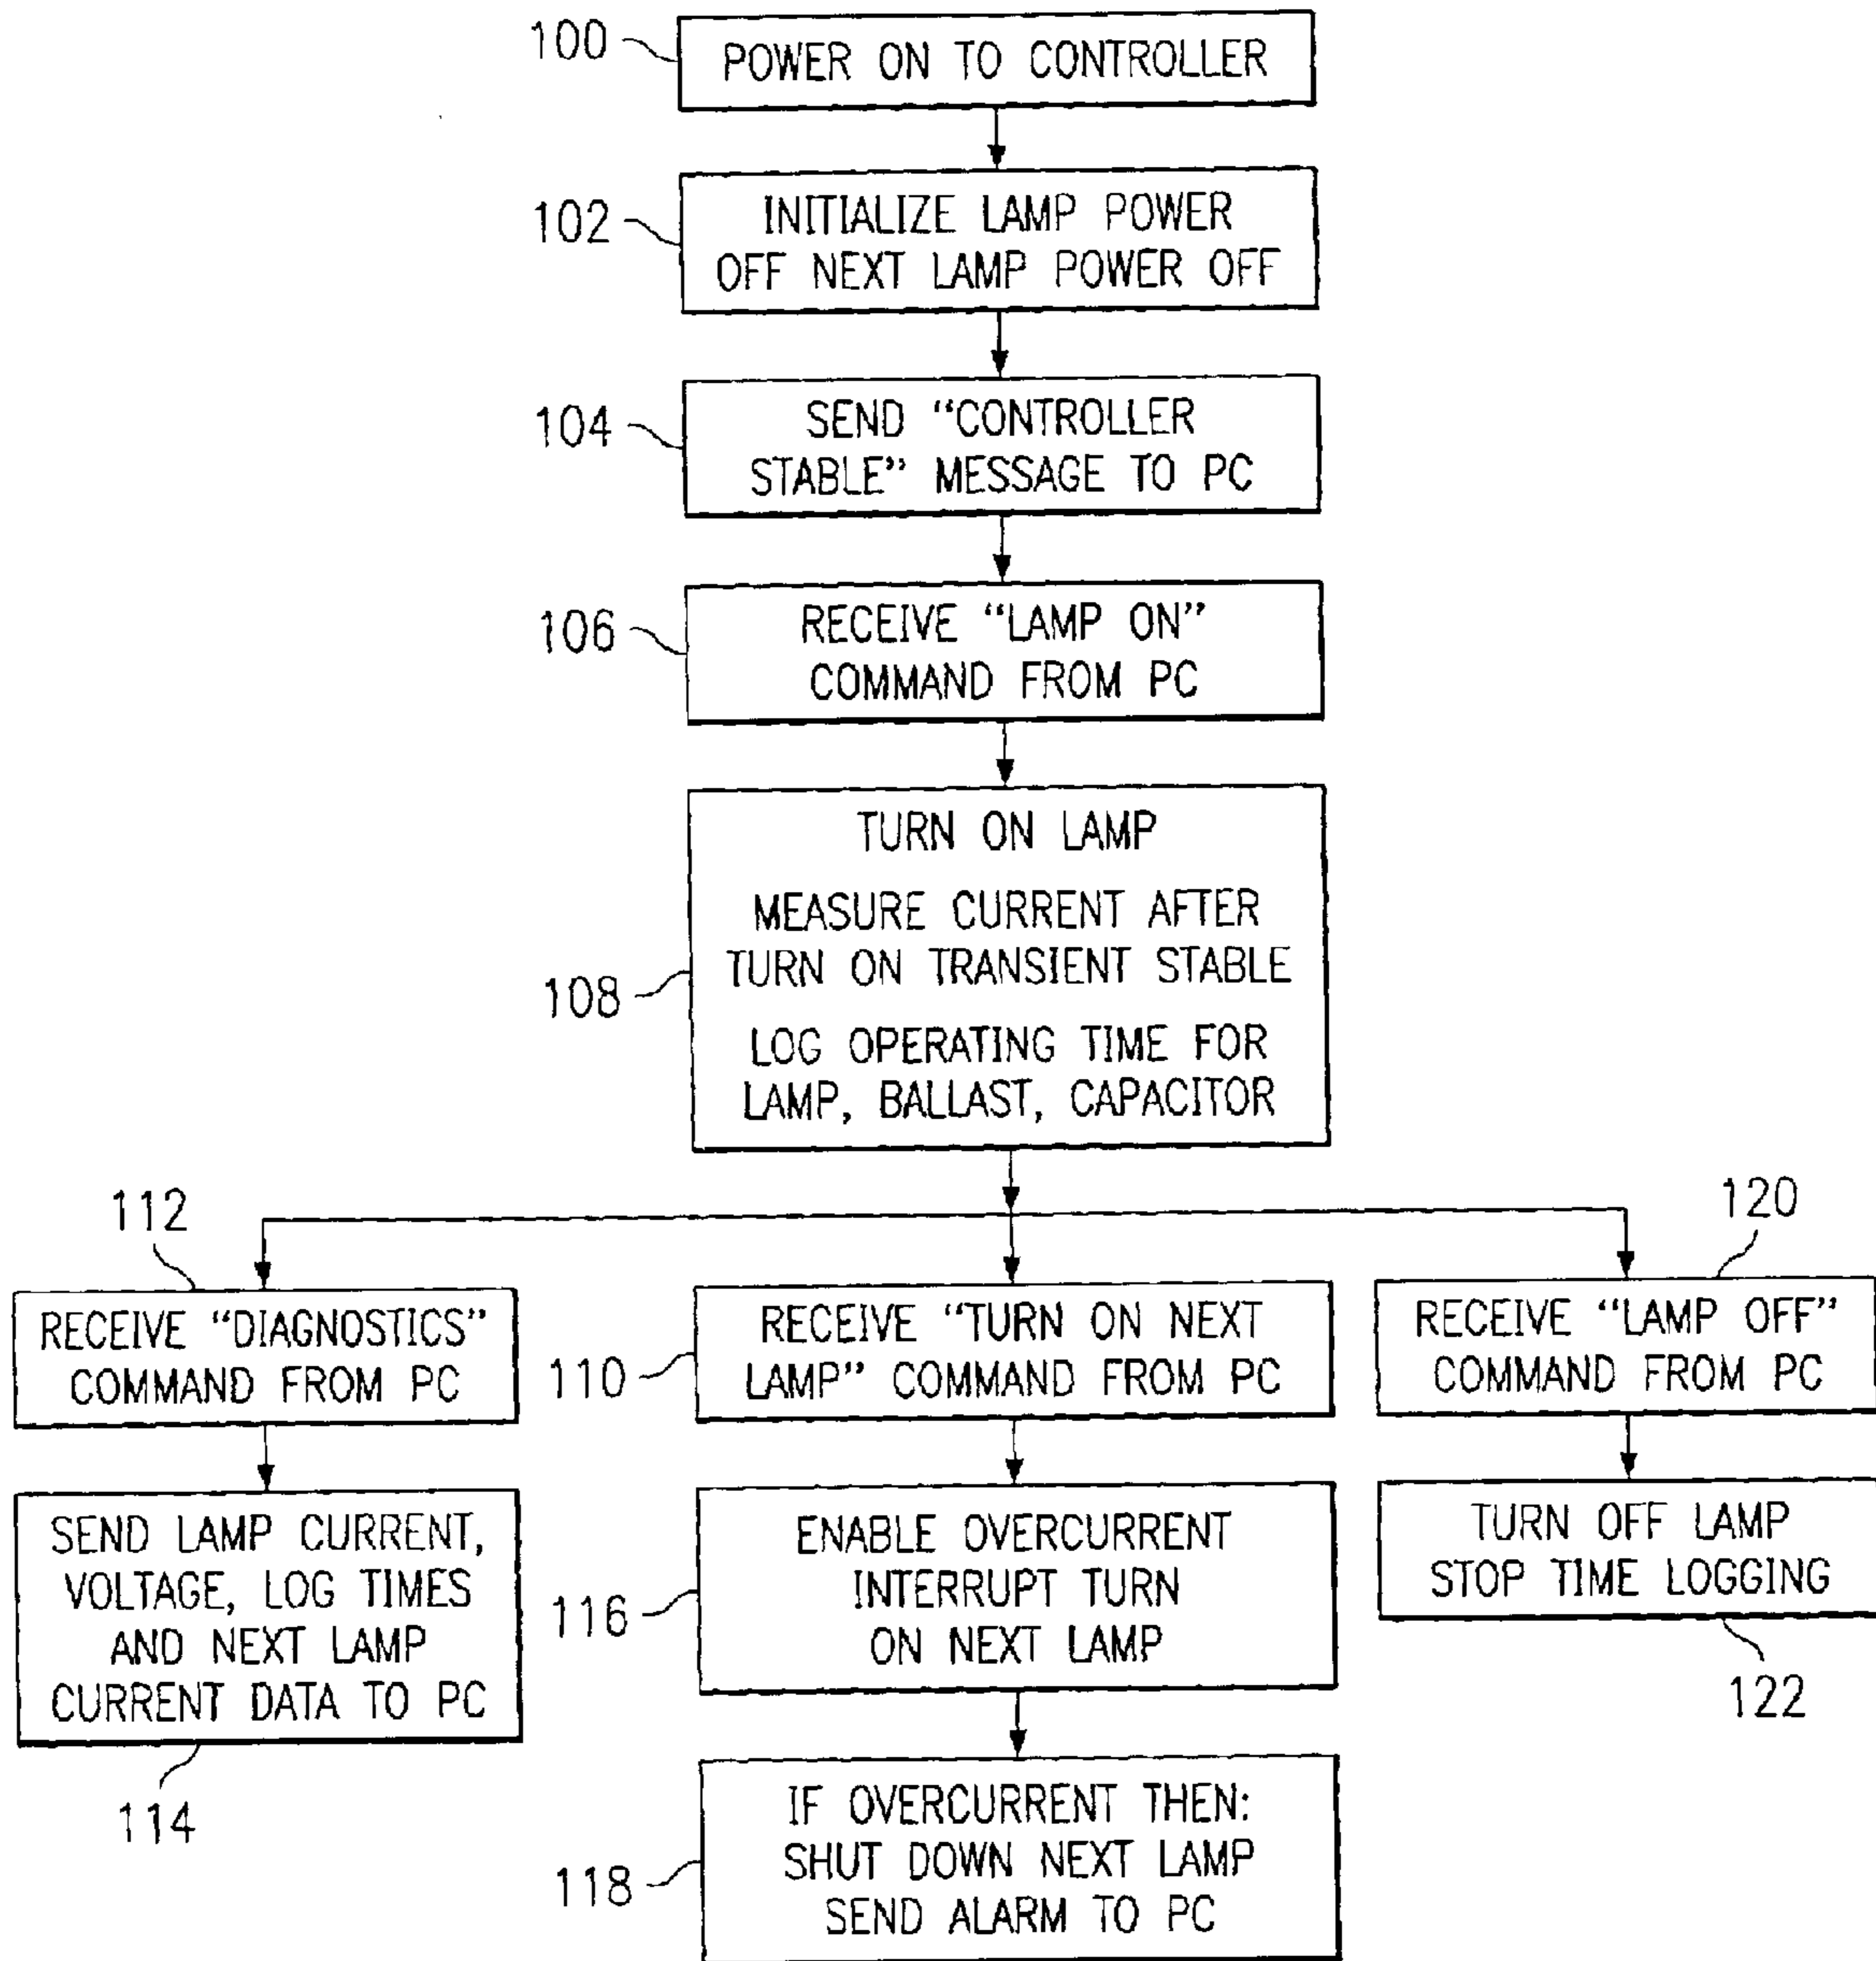 100
POWER ON TO CONTROLLER
102
INITIALIZE LAMP POWER
OFF NEXT LAMP POWER OFF
104
SEND “CONTROLLER
STABLE” MESSAGE TO PC
106
RECEIVE “LAMP ON”
COMMAND FROM PC
108
TURN ON LAMP
MEASURE CURRENT AFTER
TURN ON TRANSIENT STABLE
LOG OPERATING TIME FOR
LAMP, BALLAST, CAPACITOR
112
RECEIVE “DIAGNOSTICS”
COMMAND FROM PC
SEND LAMP CURRENT,
VOLTAGE, LOG TIMES
AND NEXT LAMP
CURRENT DATA TO PC
114
110
RECEIVE “TURN ON NEXT
LAMP” COMMAND FROM PC
116
ENABLE OVERCURRENT
INTERRUPT TURN
ON NEXT LAMP
118
IF OVERCURRENT THEN:
SHUT DOWN NEXT LAMP
SEND ALARM TO PC
120
RECEIVE “LAMP OFF”
COMMAND FROM PC
TURN OFF LAMP
STOP TIME LOGGING
122